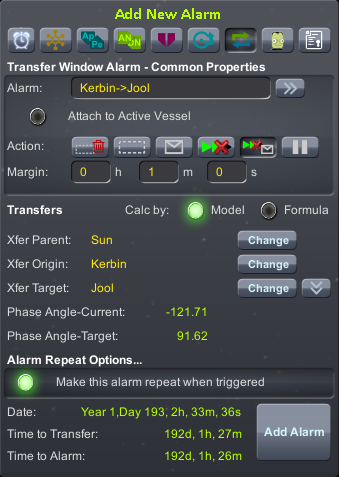 Add New Alarm
Ap Pe AN DN
Transfer Window Alarm - Common Properties
Alarm: Kerbin->Jool
Attach to Active Vessel
Action:
Margin: 0 h 1 m 0 s
Transfers Calc by: Model Formula
Xfer Parent: Sun Change
Xfer Origin: Kerbin Change
Xfer Target: Jool Change
Phase Angle-Current: -121.71
Phase Angle-Target: 91.62
Alarm Repeat Options...
Make this alarm repeat when triggered
Date: Year 1,Day 193, 2h, 33m, 36s
Time to Transfer: 192d, 1h, 27m
Add Alarm
Time to Alarm: 192d, 1h, 26m